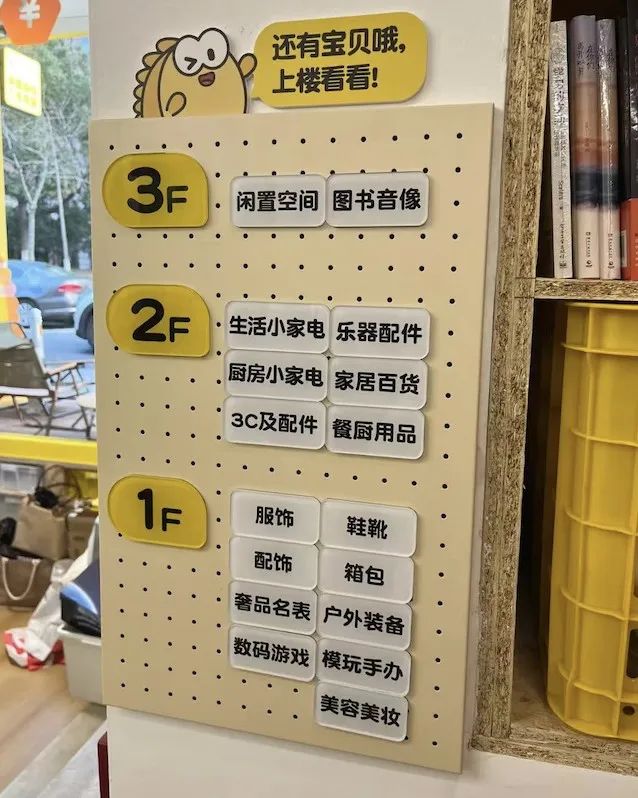 ¥
还有宝贝哦，
上楼看看！
3F
闲置空间 图书音像
2F
生活小家电 乐器配件
厨房小家电 家居百货
3C及配件 餐厨用品
1F
服饰 鞋靴
配饰 箱包
奢品名表 户外装备
数码游戏 模玩手办
美容美妆